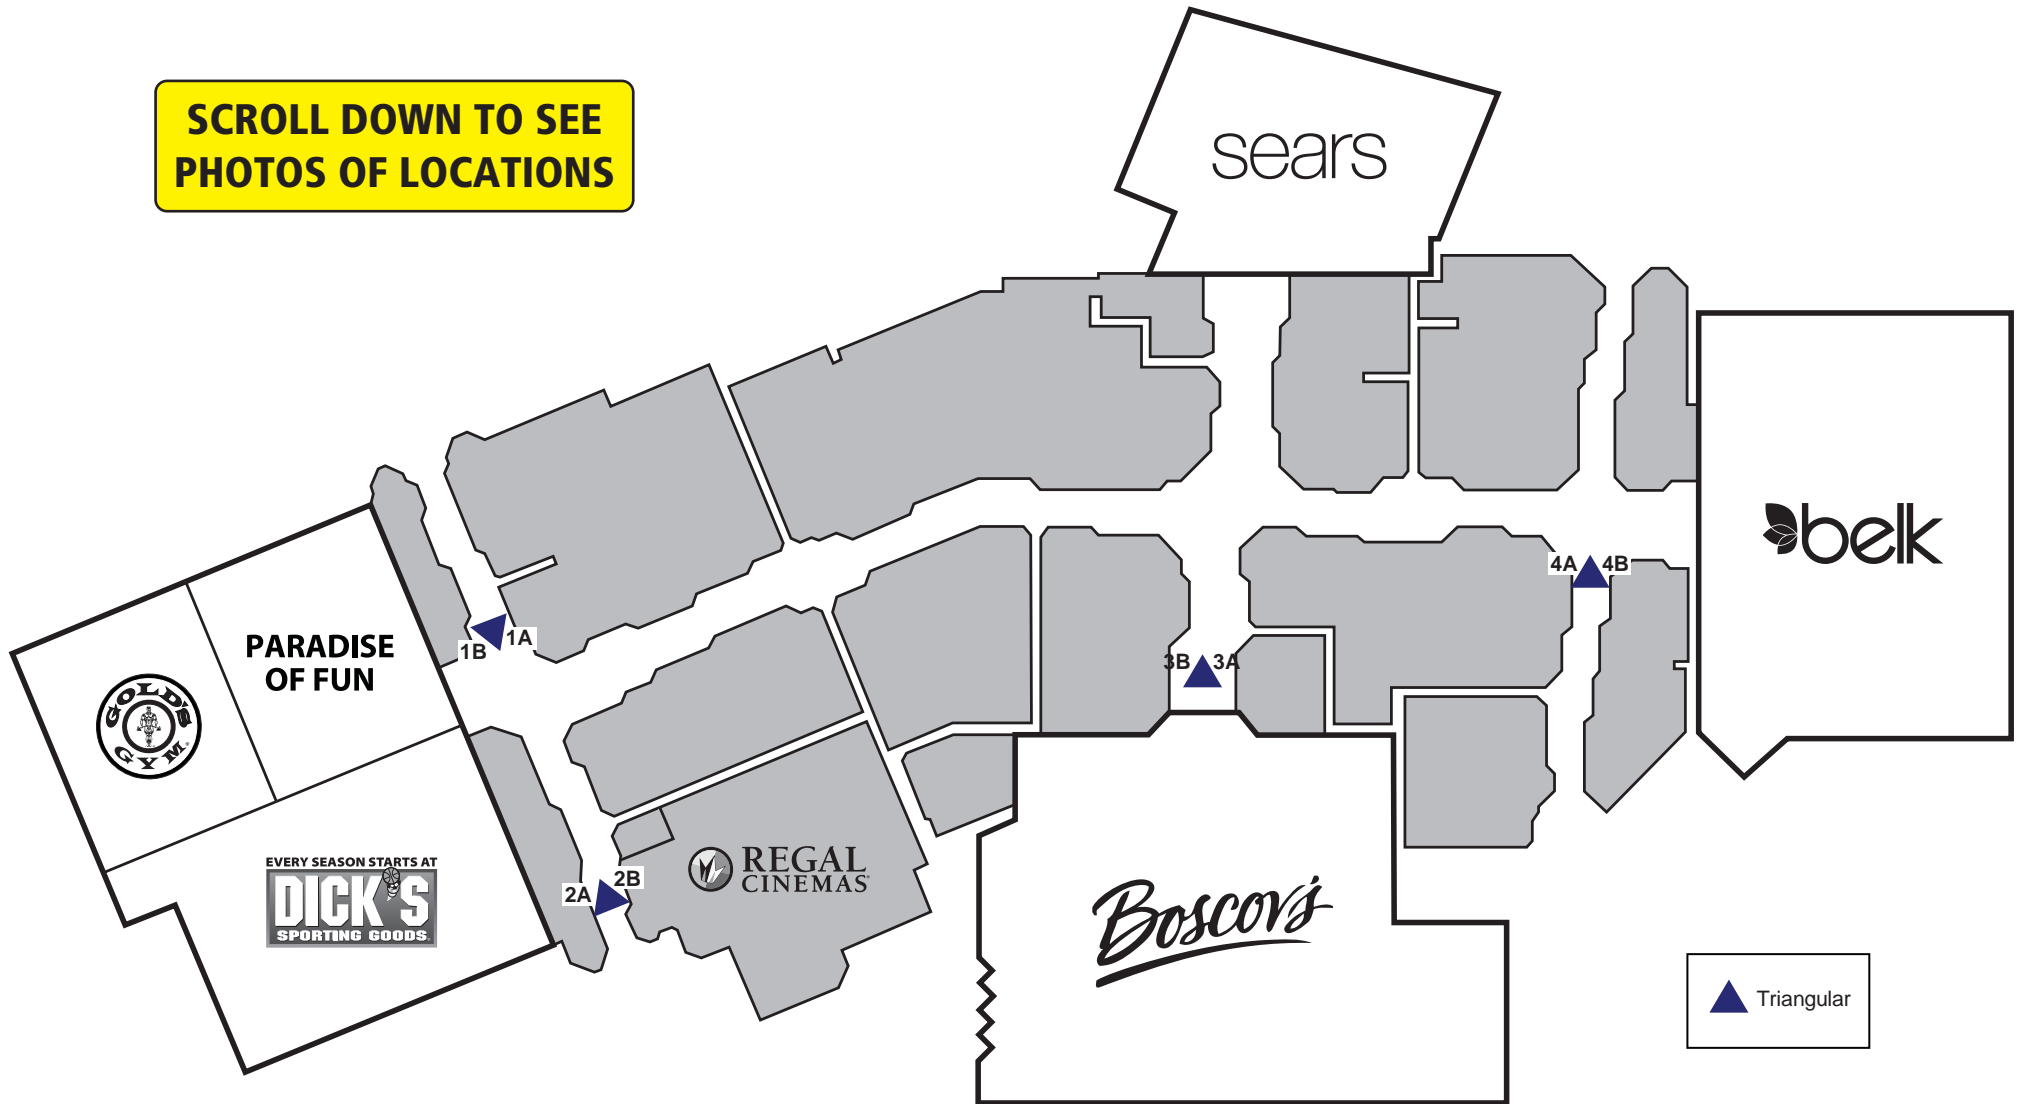 SCROLL DOWN TO SEE
PHOTOS OF LOCATIONS
sears
belk
4A 4B
PARADISE
OF FUN
1B 1A
3B 3A
GOLD'S
GYM
EVERY SEASON STARTS AT
DICK'S
SPORTING GOODS
2A 2B
REGAL
CINEMAS
Boscov's
Triangular